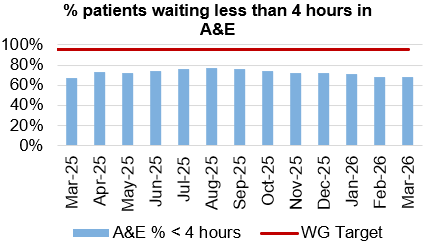 % patients waiting less than 4 hours in
A&E
100%
80%
60%
40%
20%
0%
Mar-25
Apr-25
May-25
Jun-25
Jul-25
Aug-25
Sep-25
Oct-25
Nov-25
Dec-25
Jan-26
Feb-26
Mar-26
A&E % < 4 hours
WG Target